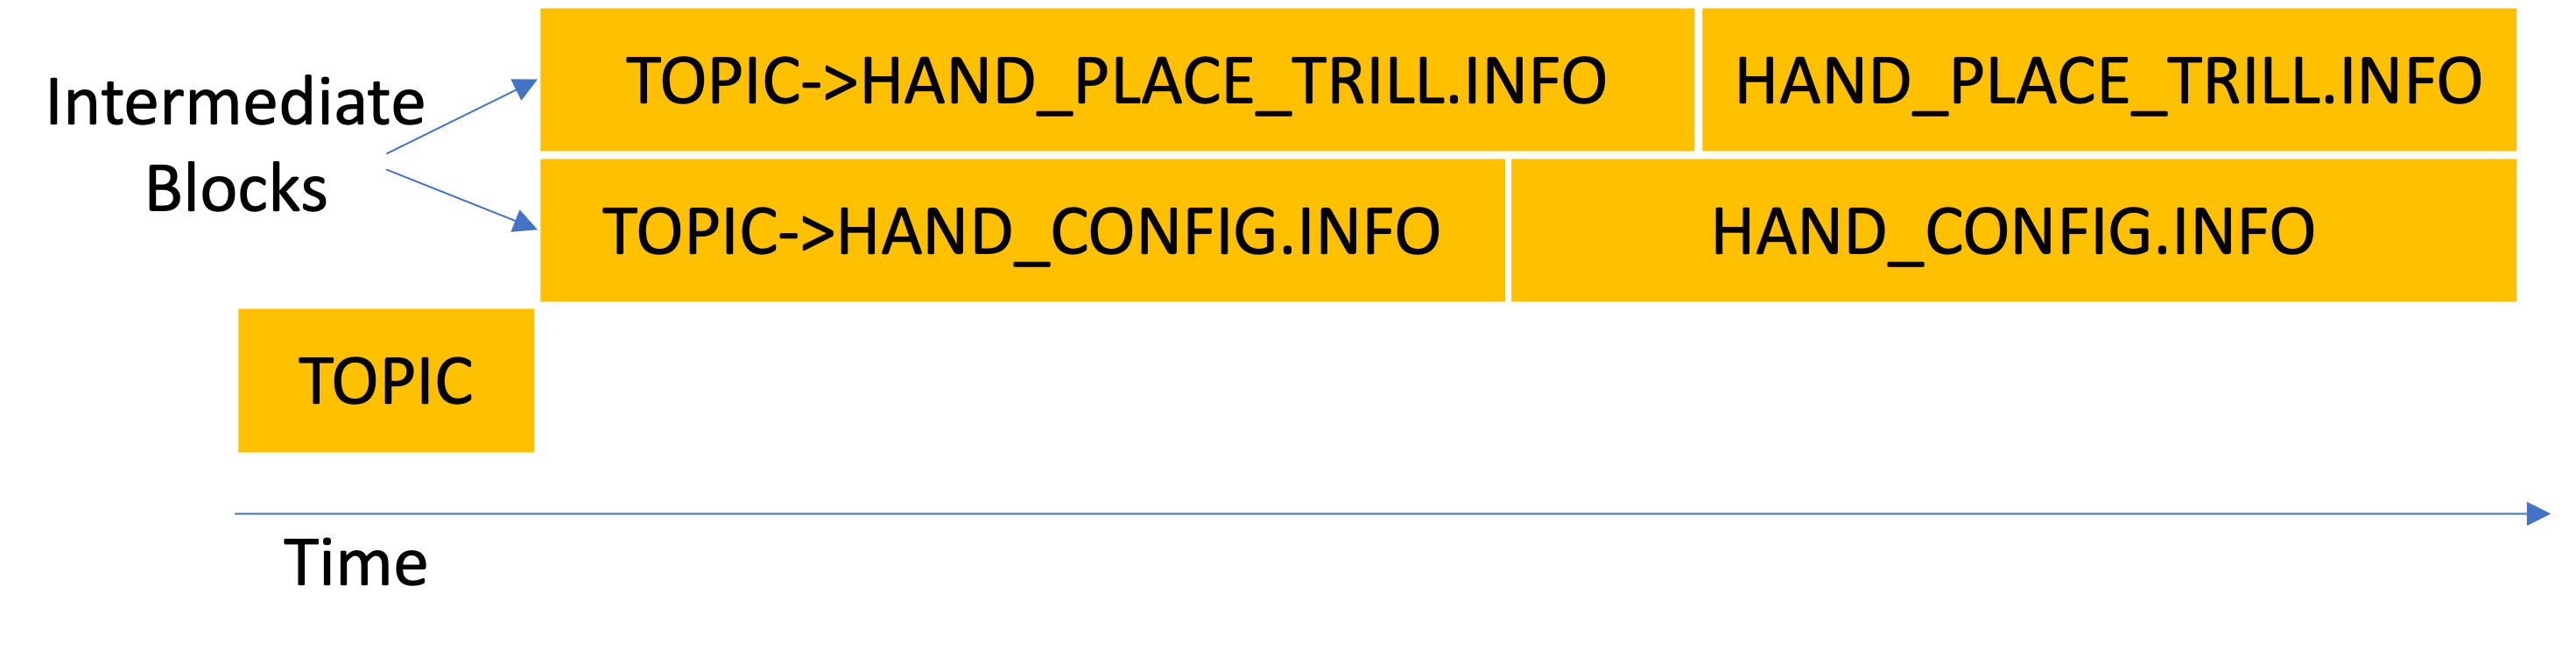 Intermediate
Blocks
TOPIC->HAND_PLACE_TRILL.INFO
HAND_PLACE_TRILL.INFO
TOPIC->HAND_CONFIG.INFO
HAND_CONFIG.INFO
TOPIC
Time